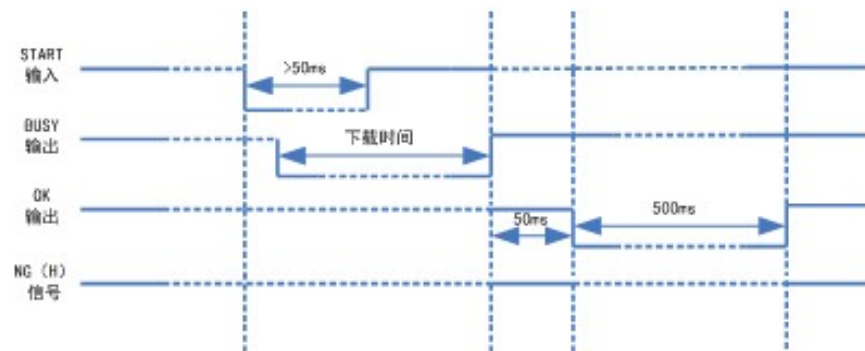 START
输入
>50ms
BUSY
输出
下载时间
OK
输出
50ms
500ms
NG (H)
信号